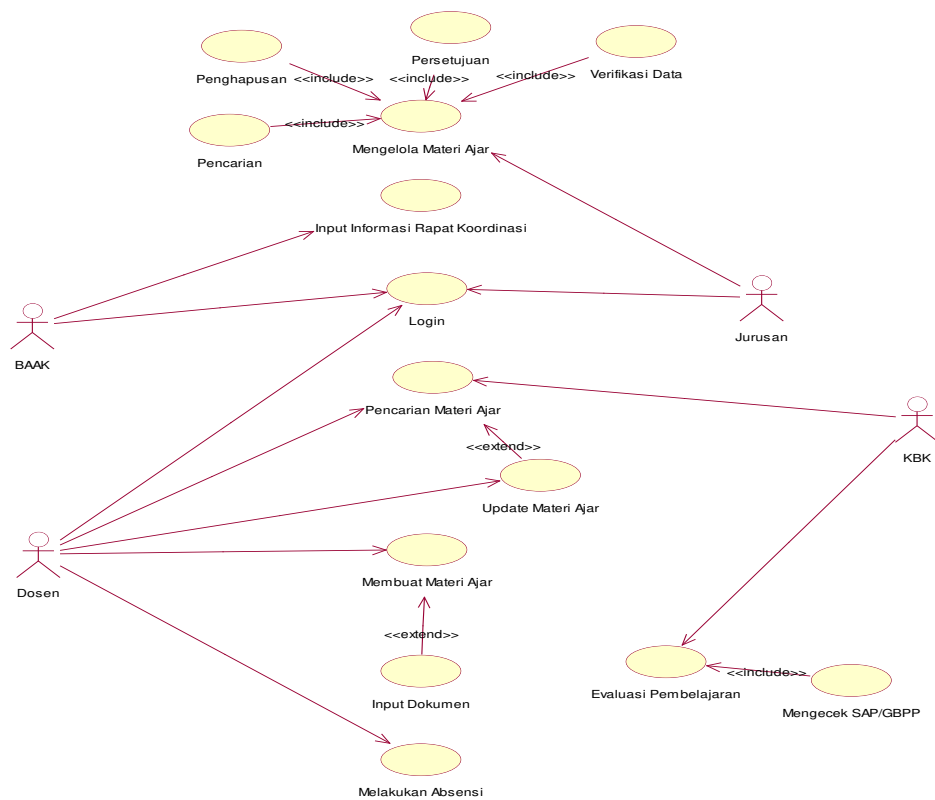 Persetujuan
Penghapusan
<<include>>
<<include>>
<<include>>
Verifikasi Data
<<include>>
Mengelola Materi Ajar
Pencarian
Input Informasi Rapat Koordinasi
Login
Jurusan
BAAK
Pencarian Materi Ajar
<<extend>>
KBK
Update Materi Ajar
Membuat Materi Ajar
Dosen
<<extend>>
<<include>>
Evaluasi Pembelajaran
Input Dokumen
Mengecek SAP/GBPP
Melakukan Absensi